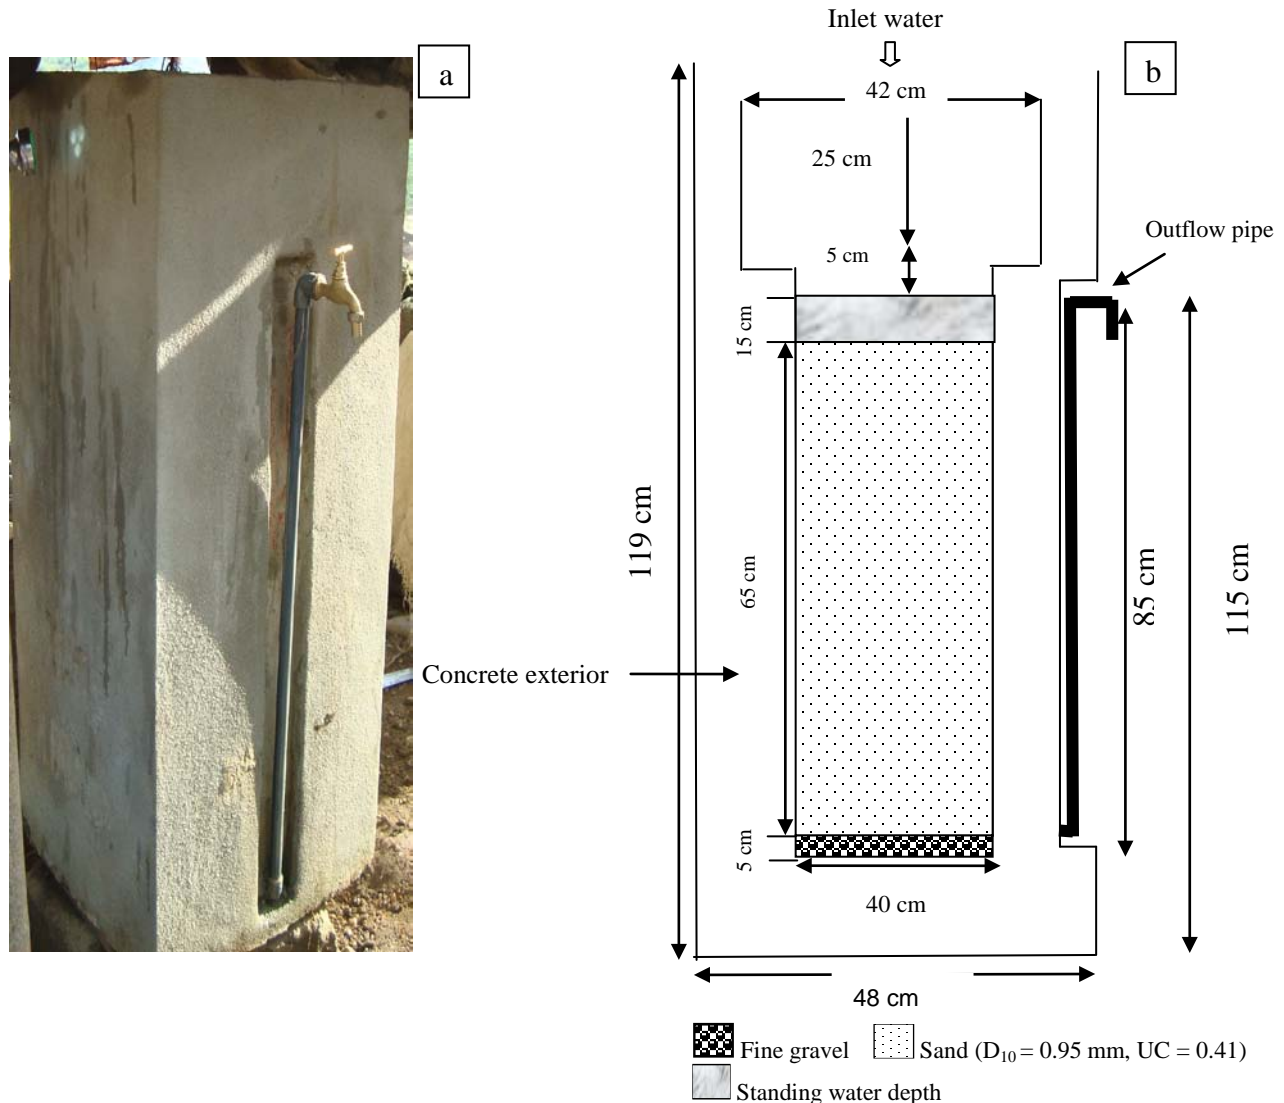 Inlet water
a
b
42 cm
25 cm
Outflow pipe
5 cm
15 cm
119 cm
65 cm
85 cm
115 cm
Concrete exterior
5 cm
40 cm
48 cm
Fine gravel
Sand (D₁₀ = 0.95 mm, UC = 0.41)
Standing water depth